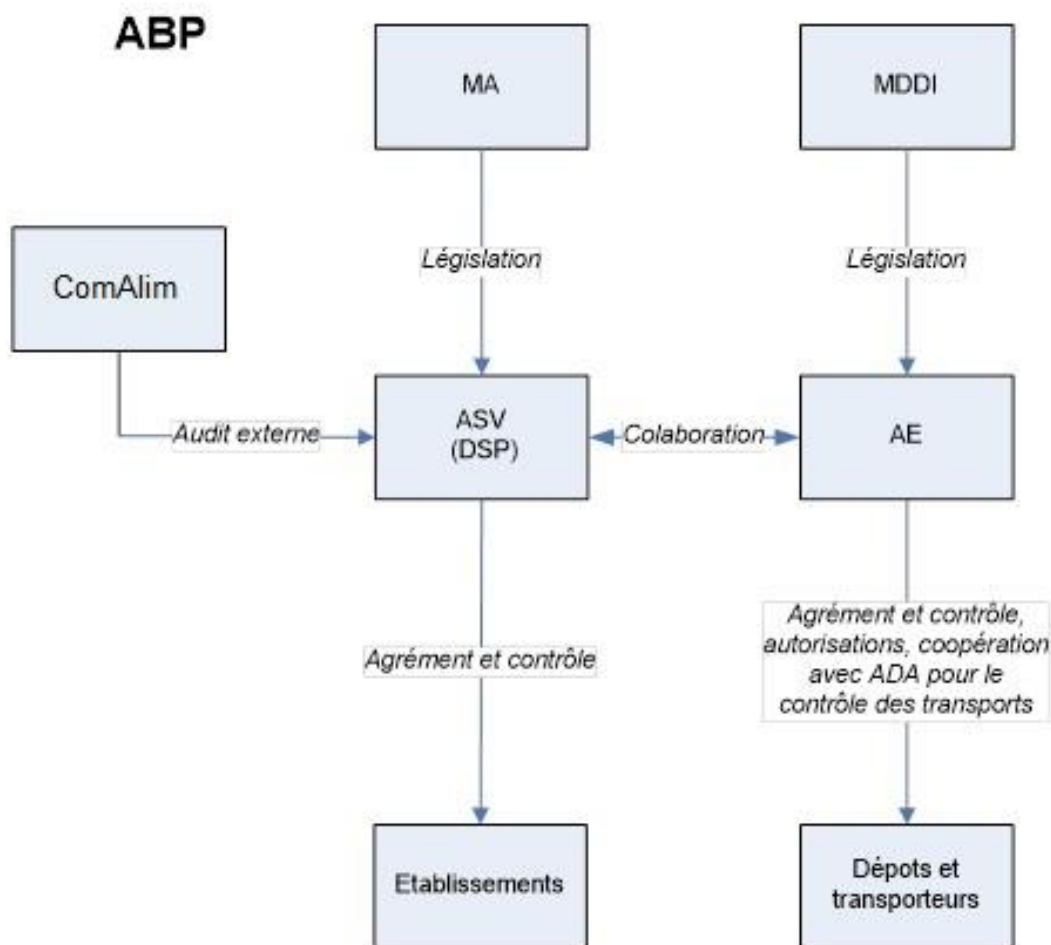 ABP
MA
MDDI
Législation
Législation
ComAlim
Audit externe
ASV
(DSP)
Colaboration
AE
Agrément et contrôle
Agrément et contrôle,
autorisations, coopération
avec ADA pour le
contrôle des transports
Etablissements
Dépots et
transporteurs